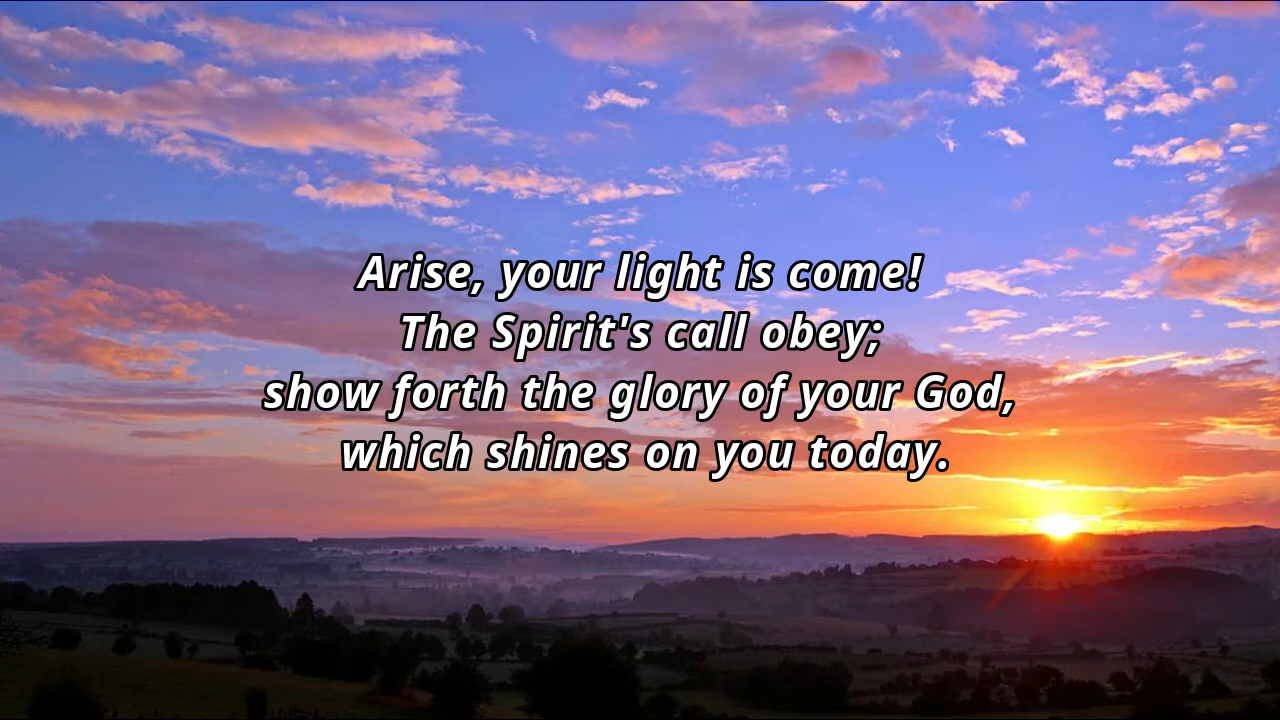 Arise, your light is come!
The Spirit's call obey;
show forth the glory of your God,
which shines on you today.